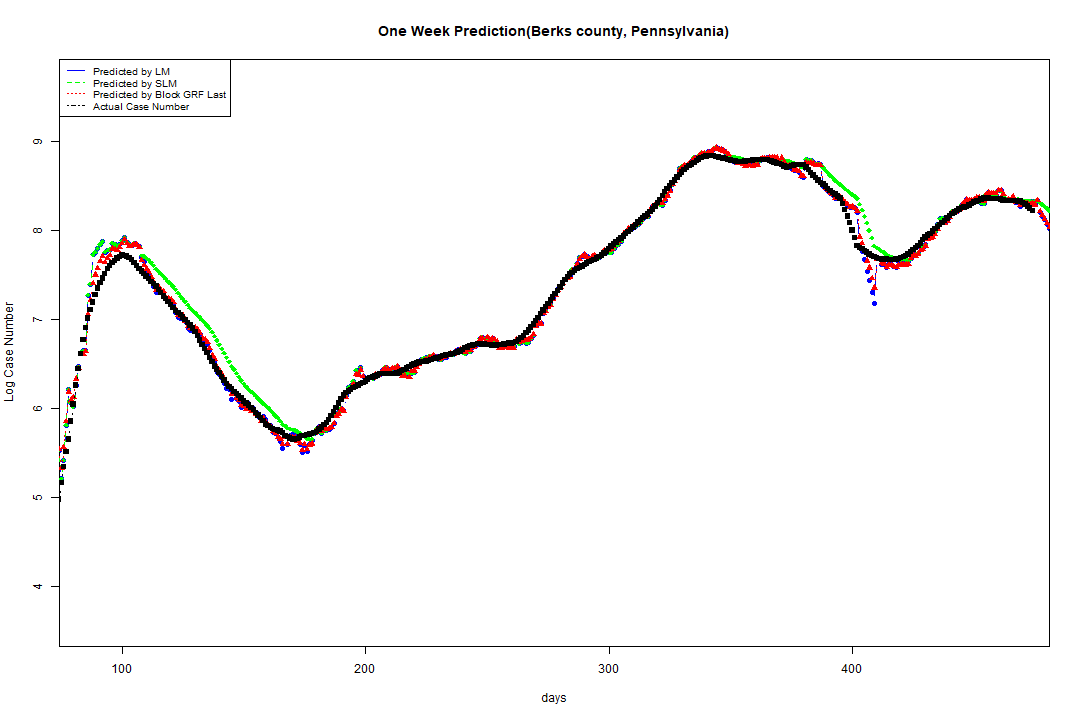 One Week Prediction(Berks county, Pennsylvania)
Predicted by LM
Predicted by SLM
Predicted by Block GRF Last
Actual Case Number
Log Case Number
9
8
7
6
5
4
100 200 300 400
days